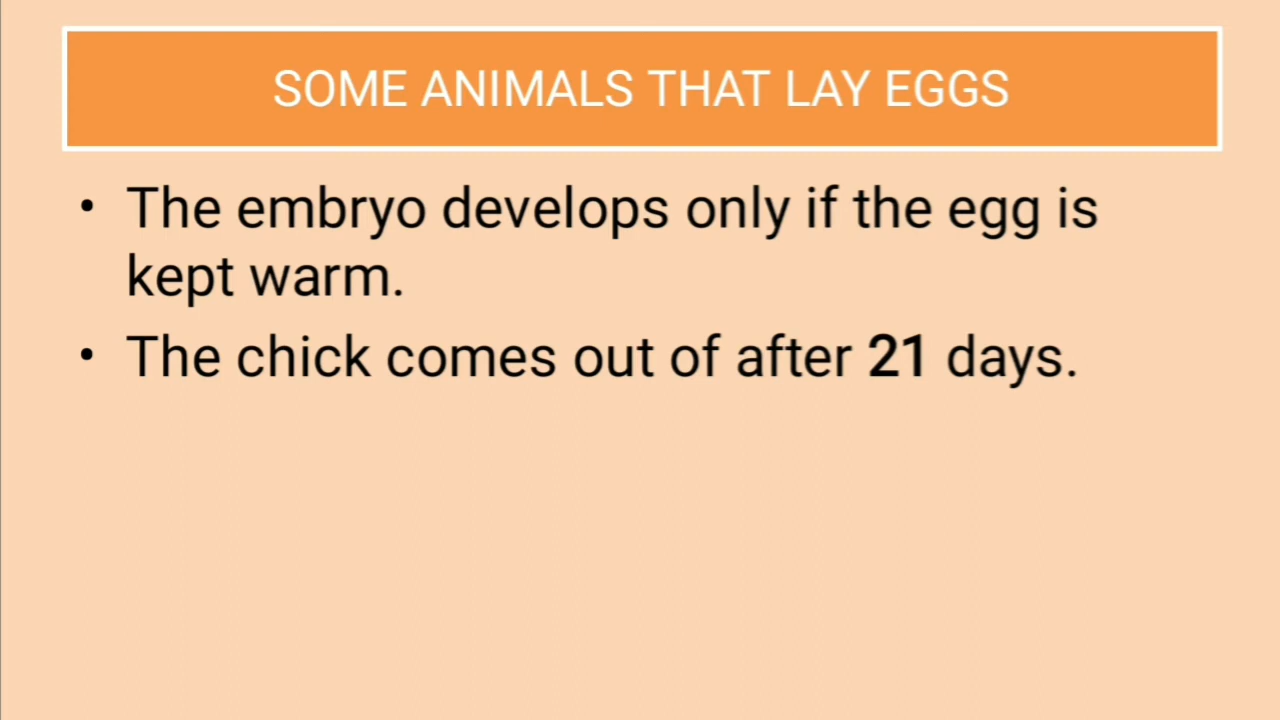 SOME ANIMALS THAT LAY EGGS
• The embryo develops only if the egg is
kept warm.
• The chick comes out of after 21 days.